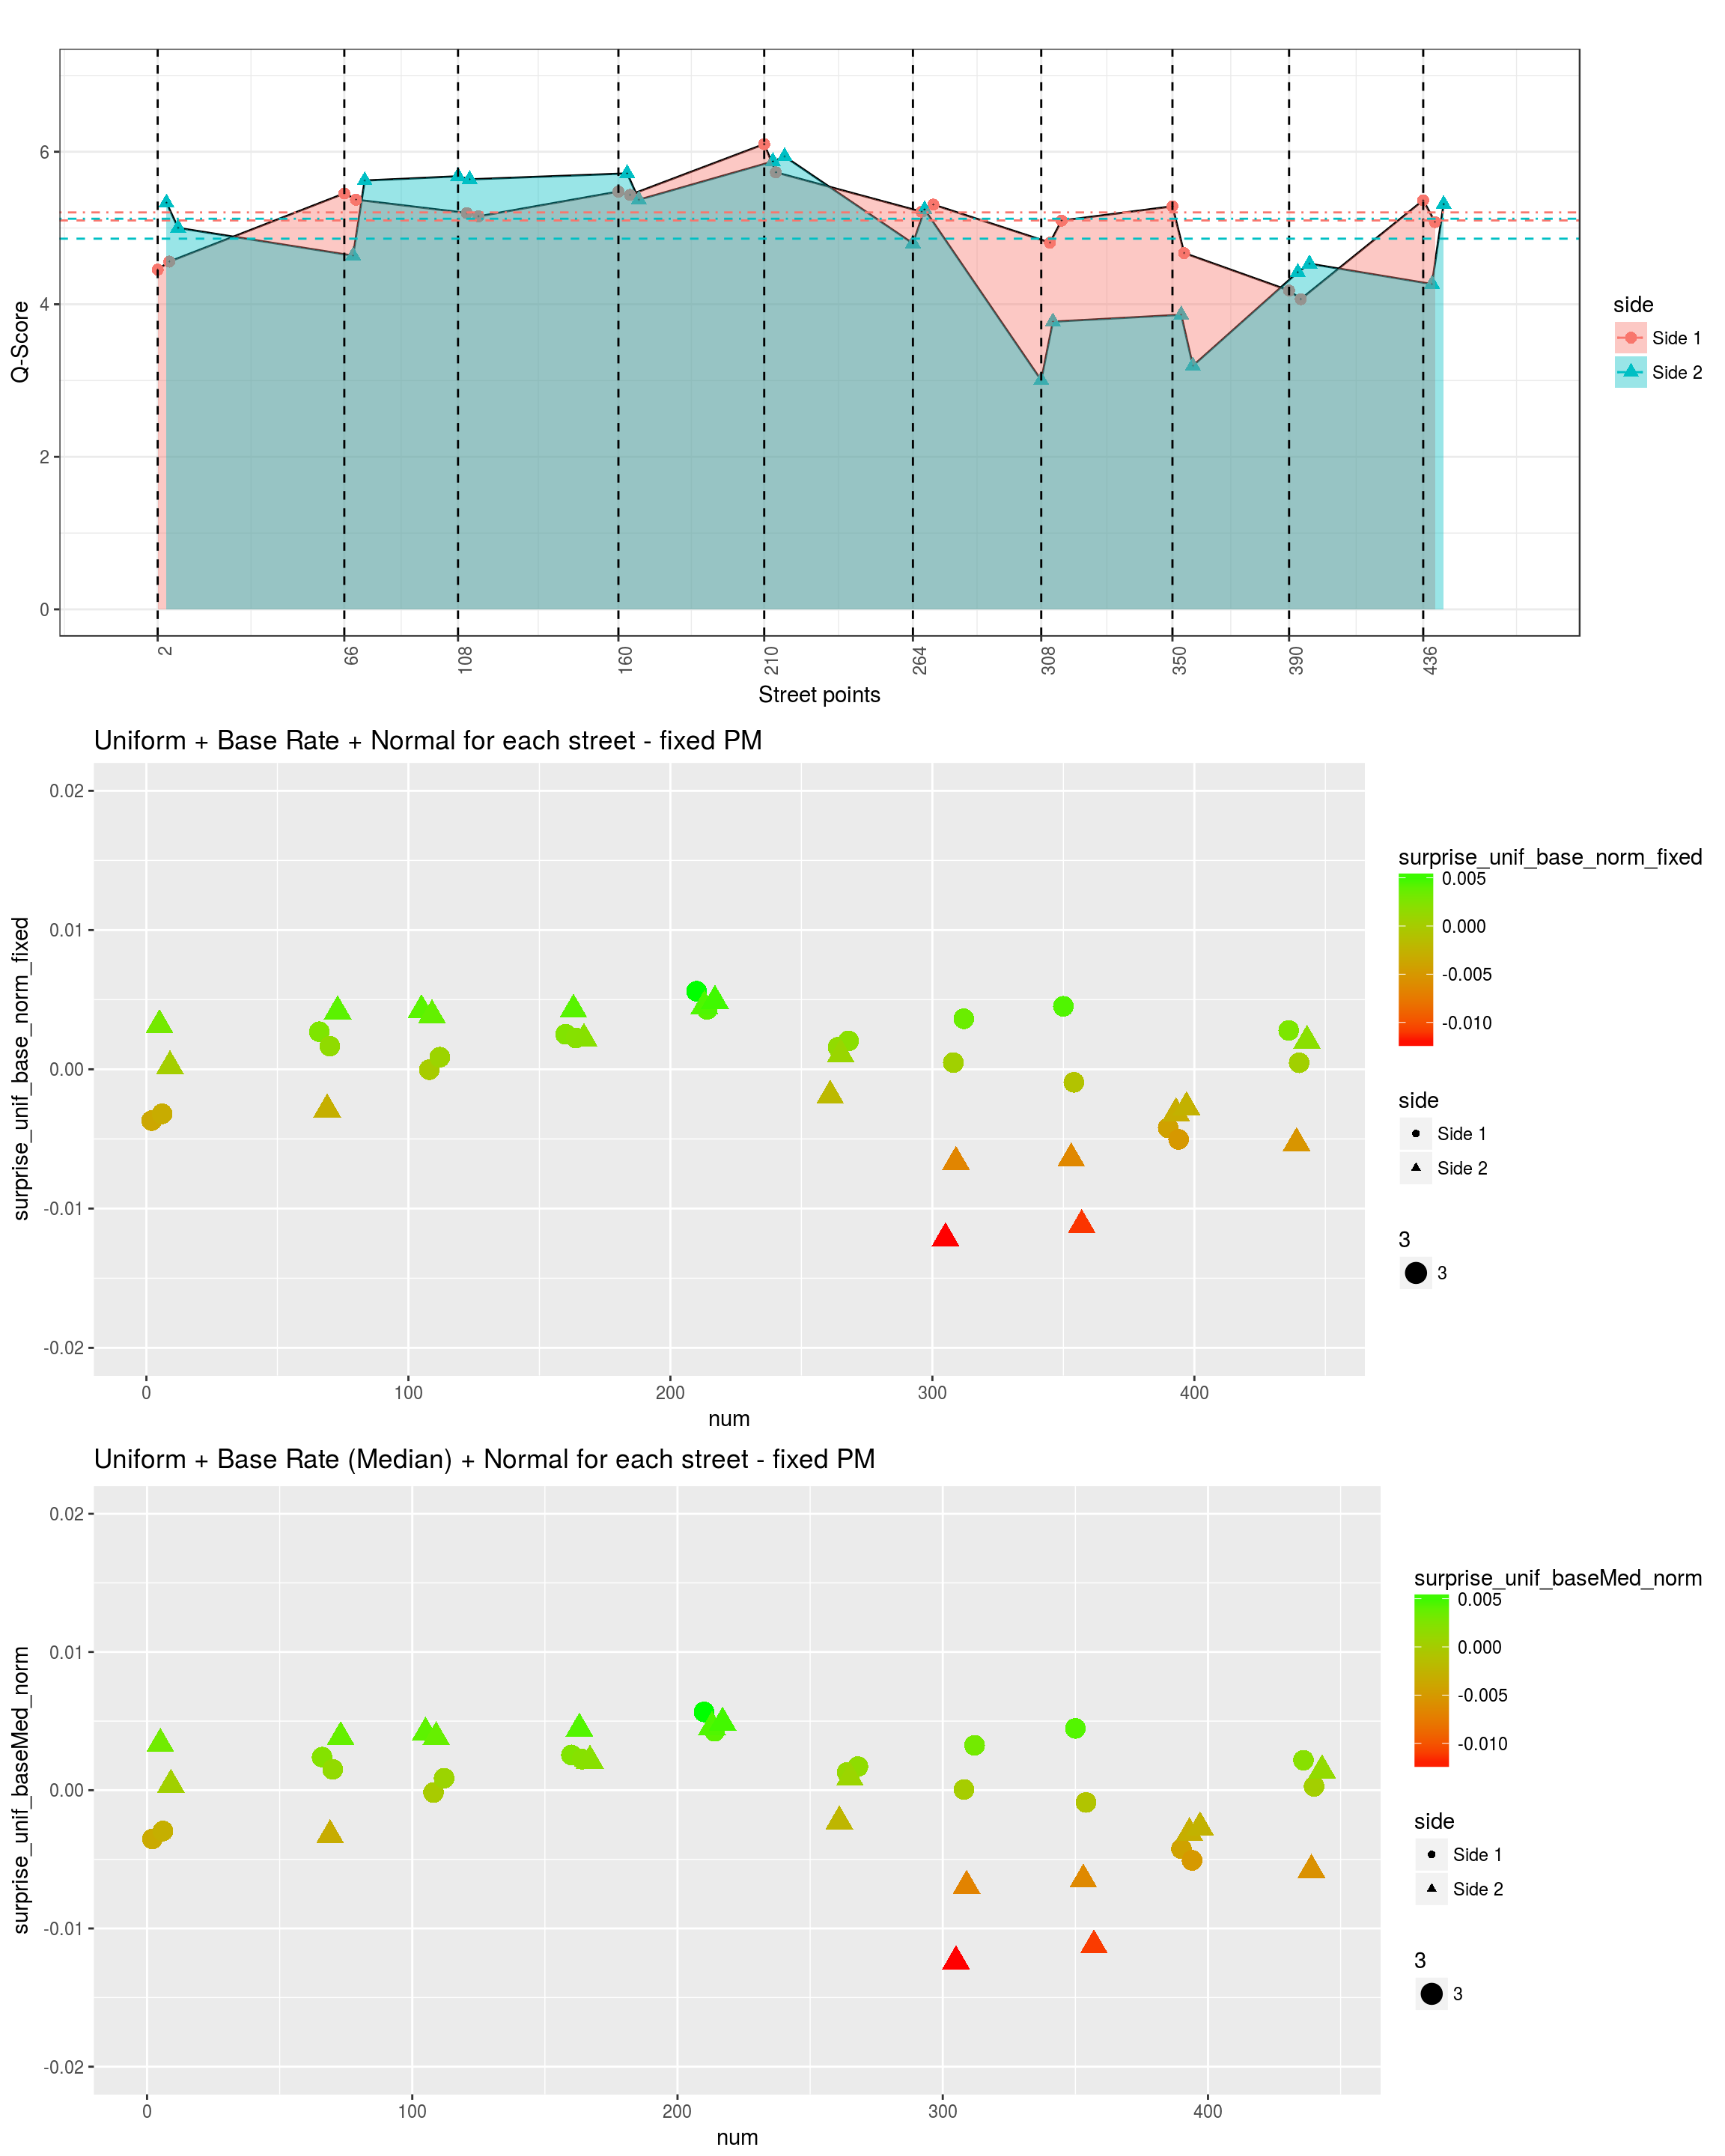 6
4
2
0
Q-Score
2
66
108
160
210
264
308
350
390
436
Street points
side
Side 1
Side 2
Uniform + Base Rate + Normal for each street - fixed PM
0.02
0.01
0.00
-0.01
-0.02
surprise_unif_base_norm_fixed
0
100
200
300
400
num
surprise_unif_base_norm_fixed
0.005
0.000
-0.005
-0.010
side
Side 1
Side 2
3
3
Uniform + Base Rate (Median) + Normal for each street - fixed PM
0.02
0.01
0.00
-0.01
-0.02
surprise_unif_baseMed_norm
0
100
200
300
400
num
surprise_unif_baseMed_norm
0.005
0.000
-0.005
-0.010
side
Side 1
Side 2
3
3